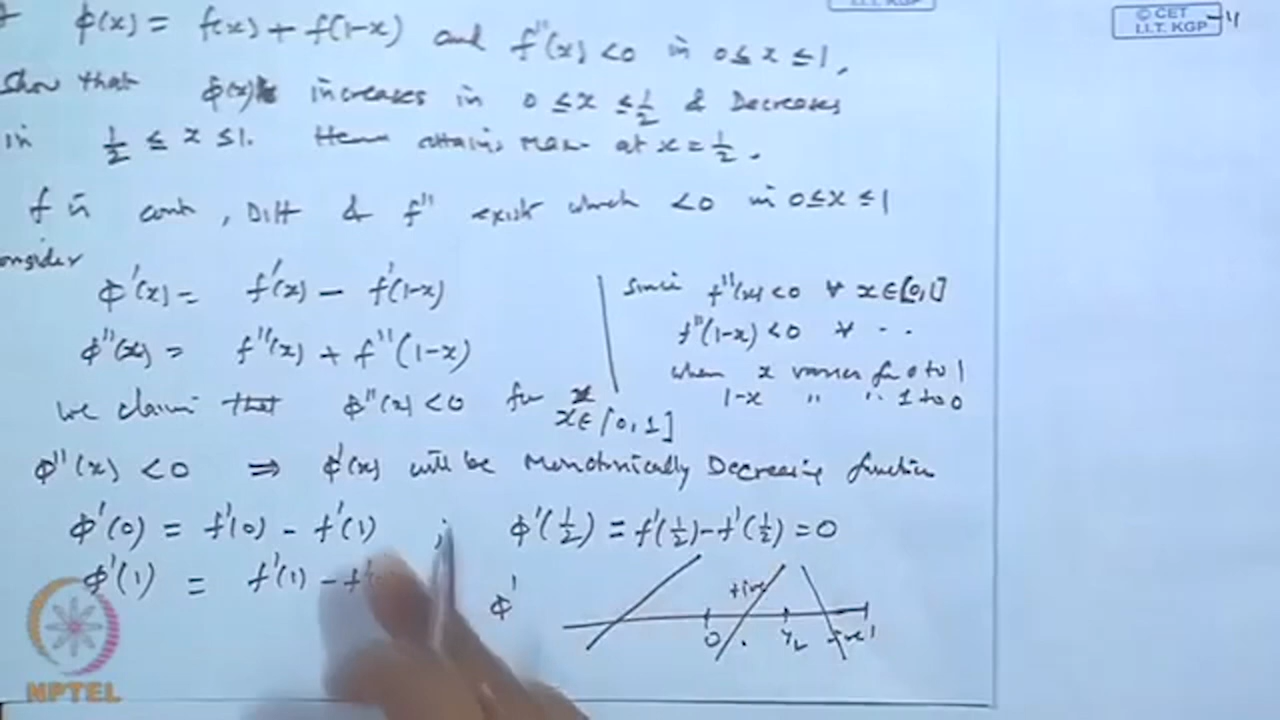 φ(x) = f(x) + f(1-x) and f''(x) < 0 in 0 ≤ x ≤ 1,
Show that φ(x) increases in 0 ≤ x ≤ 1/2 & Decreases
in 1/2 ≤ x ≤ 1. Hence attains max at x = 1/2.
f is cont, Diff & f'' exist which < 0 in 0 ≤ x ≤ 1
onsider
φ'(x) = f'(x) - f'(1-x)
φ''(x) = f''(x) + f''(1-x)
we claim that φ''(x) < 0 for
x ∈ [0, 1]
since f''(x) < 0 ∀ x ∈ [0, 1]
f''(1-x) < 0 ∀ ..
when x varies fr 0 to 1
1-x " " 1 to 0
φ''(x) < 0 ⇒ φ'(x) will be Monotonically Decreasing function
φ'(0) = f'(0) - f'(1) ; φ'(1/2) = f'(1/2) - f'(1/2) = 0
φ'(1) = f'(1) - f'
φ'
+ive
0 1/2 -ive 1
© CET
I.I.T. KGP
I.I.T. KGP
NPTEL